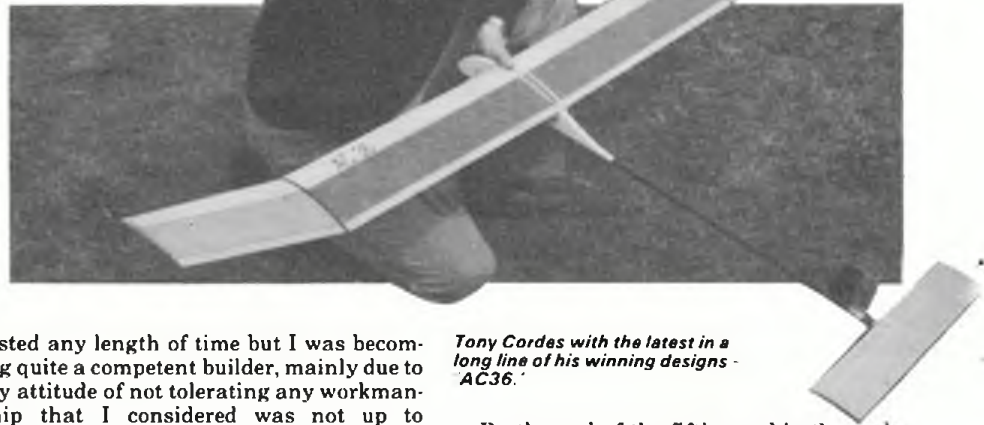 sted any length of time but I was becom-
g quite a competent builder, mainly due to
y attitude of not tolerating any workman-
ip that I considered was not up to
Tony Cordes with the latest in a
long line of his winning designs -
'AC36.'